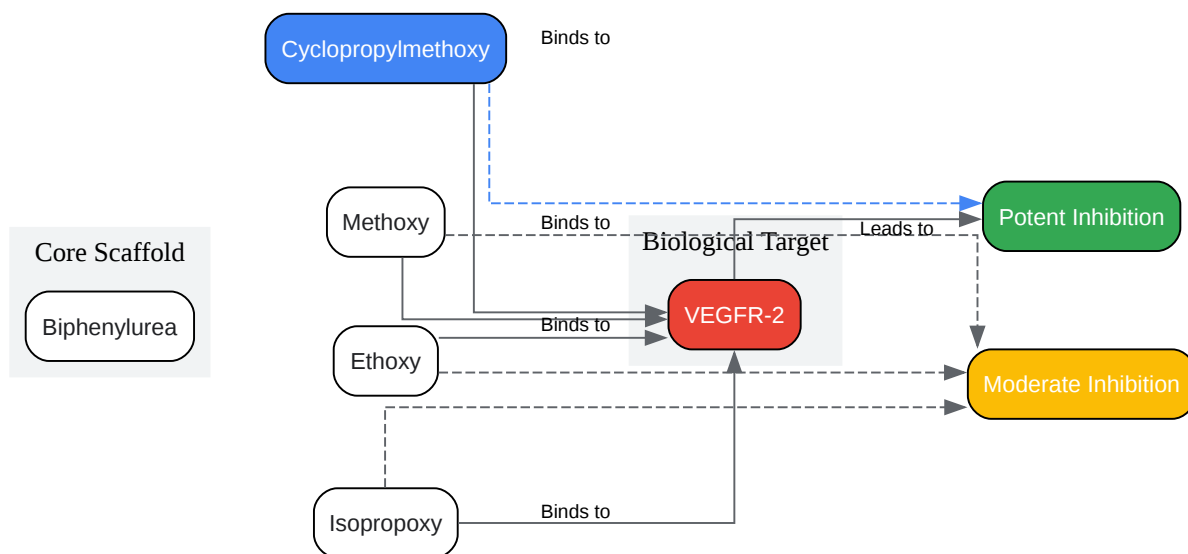 Cyclopropylmethoxy
Binds to
Methoxy
Binds to
Leads to
Potent Inhibition
Core Scaffold
Biological Target
Biphenylurea
VEGFR-2
Ethoxy
Binds to
Moderate Inhibition
Isopropoxy
Binds to